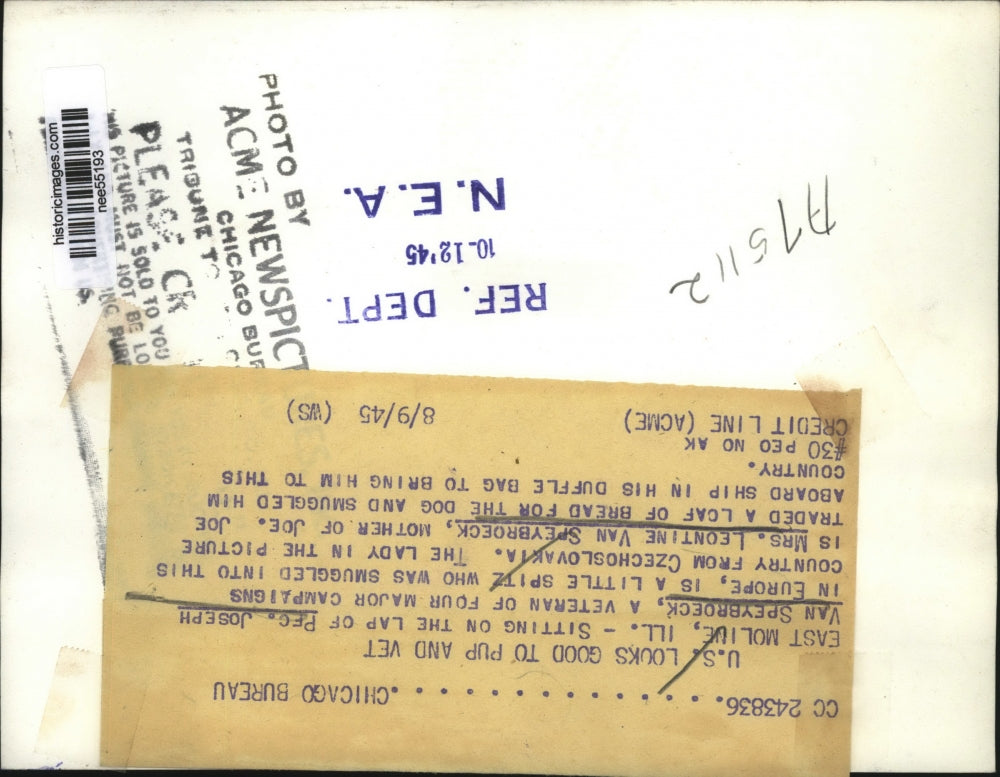 CC 243836. . . . . . . . . . . . . . .CHICAGO BUREAU
U.S. LOOKS GOOD TO PUP AND VET
EAST MOLINE, ILL. - SITTING ON THE LAP OF PFC. JOSEPH
VAN SPEYBROECK, A VETERAN OF FOUR MAJOR CAMPAIGNS
IN EUROPE, IS A LITTLE SPITZ WHO WAS SMUGGLED INTO THIS
COUNTRY FROM CZECHOSLOVAKIA. THE LADY IN THE PICTURE
IS MRS. LEONTINE VAN SPEYBROECK, MOTHER OF JOE. JOE
TRADED A LOAF OF BREAD FOR THE DOG AND SMUGGLED HIM
ABOARD SHIP IN HIS DUFFLE BAG TO BRING HIM TO THIS
COUNTRY.
#30 PEO NO AK
CREDIT LINE (ACME) 8/9/45 (WS)
REF. DEPT.
10-12'45
N.E.A.
A75112
PHOTO BY
ACME NEWSPICT
CHICAGO BUR
TRIBUNE T
PLEASE CR
PICTURE IS SOLD TO YOU
MUST NOT BE LO
historicimages.com
nee55193